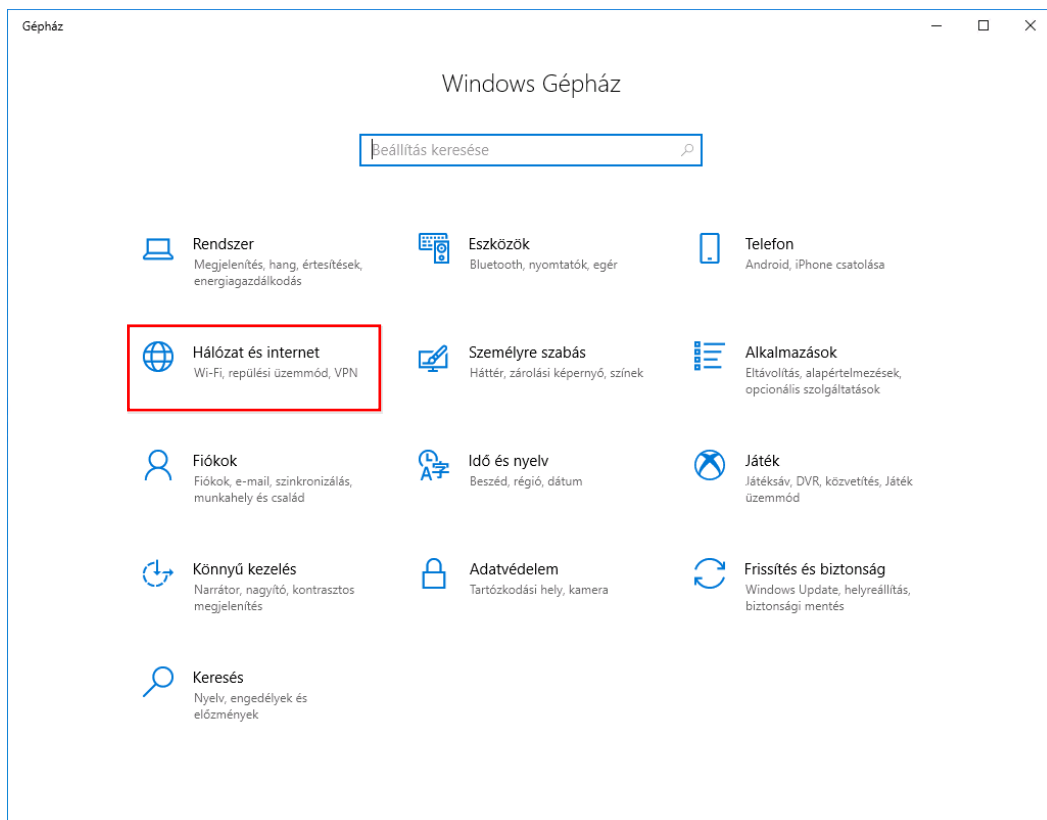 Gépház
Windows Gépház
Beállítás keresése
Rendszer
Megjelenítés, hang, értesítések,
energiagazdálkodás
Eszközök
Bluetooth, nyomtatók, egér
Telefon
Android, iPhone csatolása
Hálózat és internet
Wi-Fi, repülési üzemmód, VPN
Személyre szabás
Háttér, zárolási képernyő, színek
Alkalmazások
Eltávolítás, alapértelmezések,
opcionális szolgáltatások
Fiókok
Fiókok, e-mail, szinkronizálás,
munkahely és család
Idő és nyelv
Beszéd, régió, dátum
Játék
Játéksáv, DVR, közvetítés, Játék
üzemmód
Könnyű kezelés
Narrátor, nagyító, kontrasztos
megjelenítés
Adatvédelem
Tartózkodási hely, kamera
Frissítés és biztonság
Windows Update, helyreállítás,
biztonsági mentés
Keresés
Nyelv, engedélyek és
előzmények